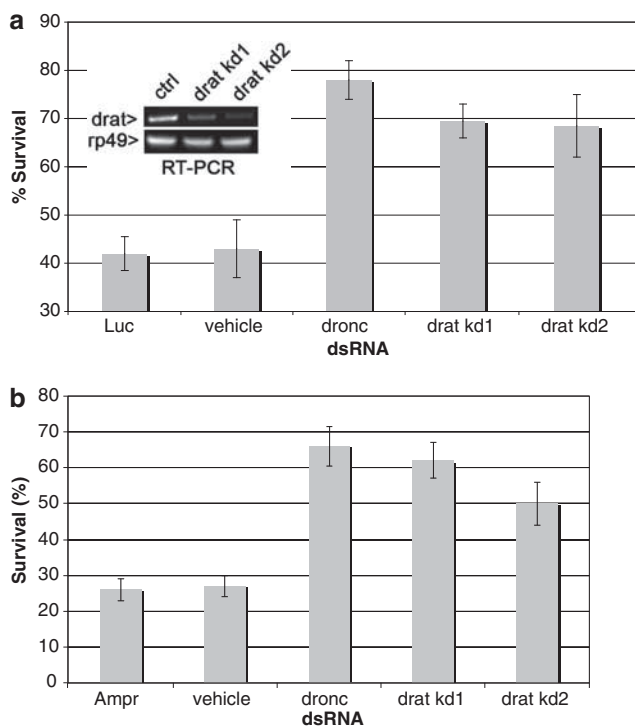 a
90
80
70
60
50
40
30
% Survival
ctrl
drat kd1
drat kd2
drat>
rp49>
RT-PCR
Luc vehicle dronc drat kd1 drat kd2
dsRNA
b
80
70
60
50
40
30
20
10
0
Survival (%)
Ampr vehicle dronc drat kd1 drat kd2
dsRNA